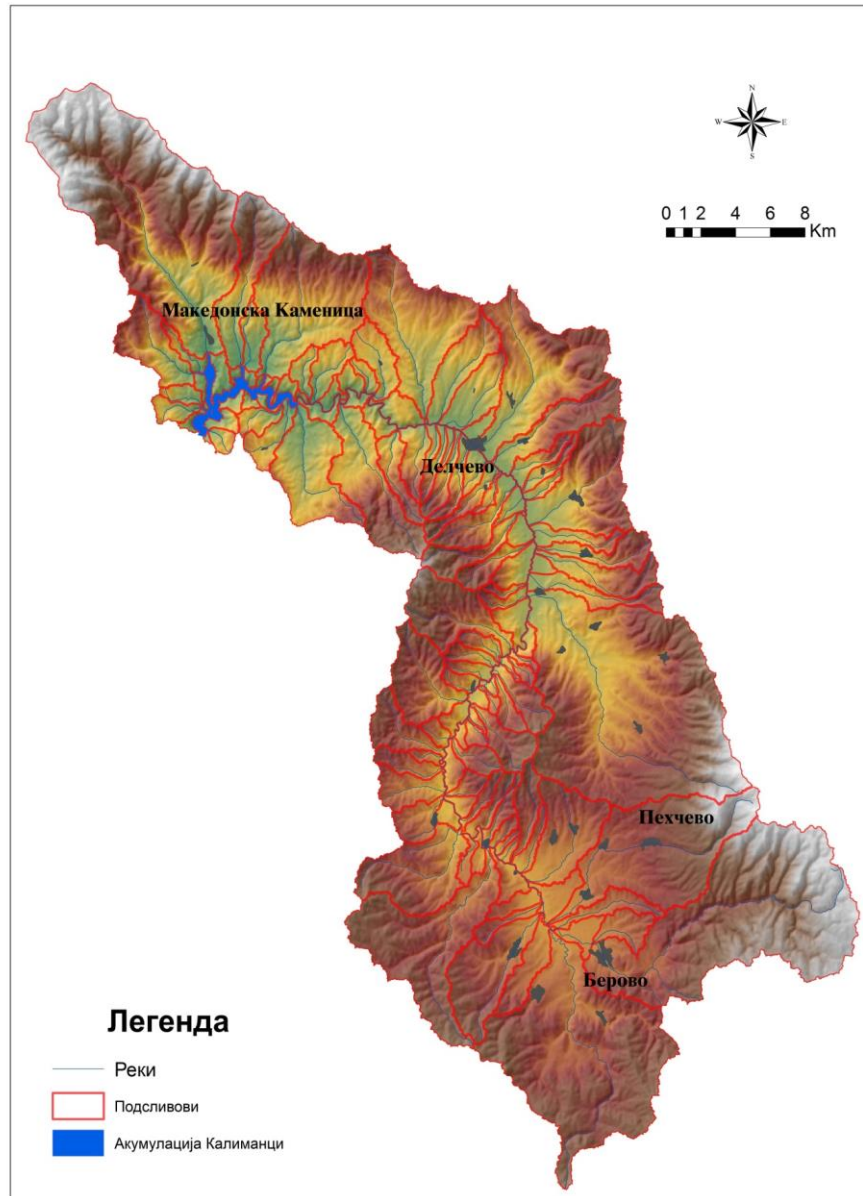 N
W E
S
0 1 2 4 6 8
Km
Македонска Каменица
Делчево
Пехчево
Берово
Легенда
Реки
Подсливови
Акумулација Калиманци